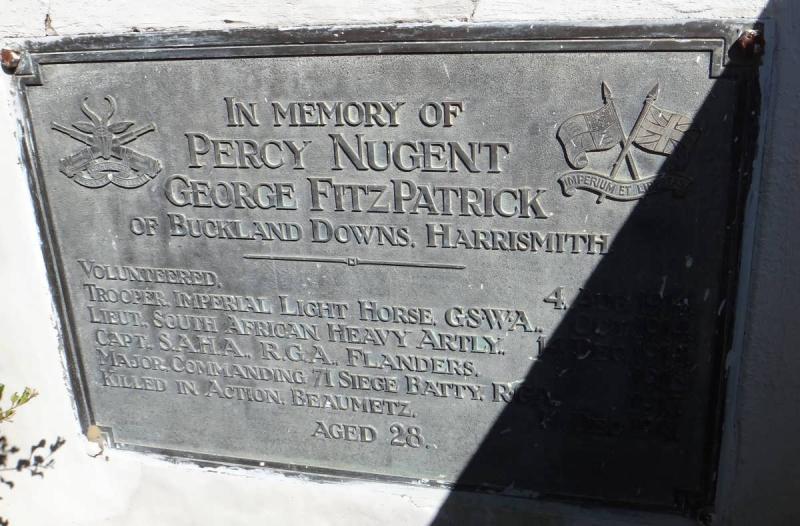 IN MEMORY OF
PERCY NUGENT
GEORGE FITZPATRICK
OF BUCKLAND DOWNS, HARRISMITH
IMPERIUM ET
VOLUNTEERED, 4,
TROOPER, IMPERIAL LIGHT HORSE, G.S.W.A.,
LIEUT., SOUTH AFRICAN HEAVY ARTLY.,
CAPT., S.A.H.A., R.G.A., FLANDERS.
MAJOR, COMMANDING 71 SIEGE BATTY, R.G.A.
KILLED IN ACTION, BEAUMETZ.
AGED 28.